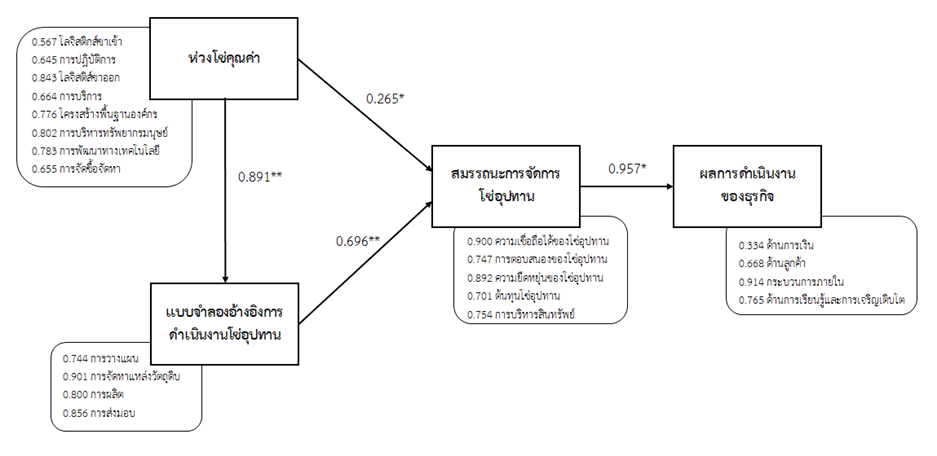 ห่วงโซ่คุณค่า
0.567 โลจิสติกส์ขาเข้า
0.645 การปฏิบัติการ
0.843 โลจิสติส์ขาออก
0.664 การบริการ
0.776 โครงสร้างพื้นฐานองค์กร
0.802 การบริหารทรัพยากรมนุษย์
0.783 การพัฒนาทางเทคโนโลยี
0.655 การจัดซื้อจัดหา
0.265*
0.891**
สมรรถนะการจัดการ
โซ่อุปทาน
0.957*
ผลการดำเนินงาน
ของธุรกิจ
0.696**
0.900 ความเชื่อถือได้ของโซ่อุปทาน
0.747 การตอบสนองของโซ่อุปทาน
0.892 ความยืดหยุ่นของโซ่อุปทาน
0.701 ต้นทุนโซ่อุปทาน
0.754 การบริหารสินทรัพย์
0.334 ด้านการเงิน
0.668 ด้านลูกค้า
0.914 กระบวนการภายใน
0.765 ด้านการเรียนรู้และการเจริญเติบโต
แบบจำลองอ้างอิงการ
ดำเนินงานโซ่อุปทาน
0.744 การวางแผน
0.901 การจัดหาแหล่งวัตถุดิบ
0.800 การผลิต
0.856 การส่งมอบ